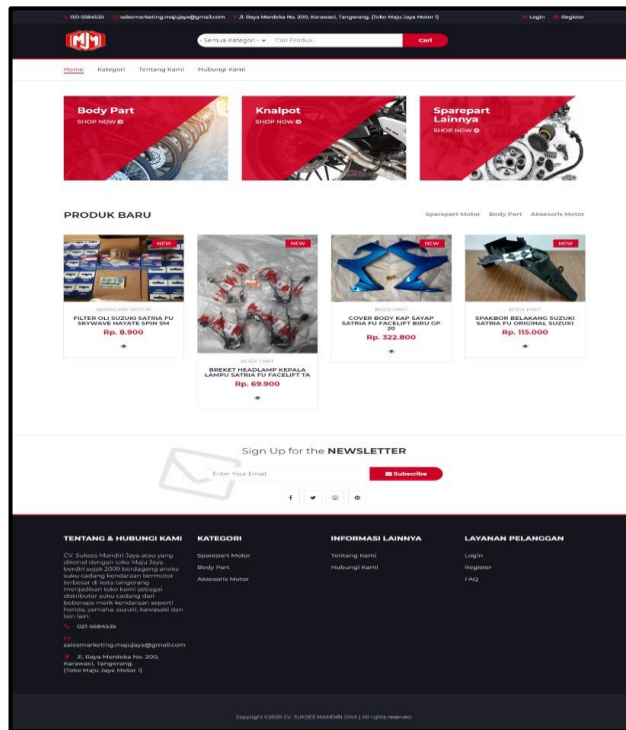 021-5584535 salesmarketing.majujaya@gmail.com Jl. Raya Merdeka No. 200, Karawaci, Tangerang. (Toko Maju Jaya Motor 1) Login Register
MJM - Semua Kategori - Cari Produk.. Cari
Home Kategori Tentang Kami Hubungi Kami
Body Part
SHOP NOW
Knalpot
SHOP NOW
Sparepart
Lainnya
SHOP NOW
PRODUK BARU Sparepart Motor Body Part Aksesoris Motor
NEW
AKSESORIS MOTOR
FILTER OLI SUZUKI SATRIA FU
SKYWAVE HAYATE SPIN SM
Rp. 8.900
NEW
BODY PART
BREKET HEADLAMP KEPALA
LAMPU SATRIA FU FACELIFT TA
Rp. 69.900
NEW
BODY PART
COVER BODY KAP SAYAP
SATRIA FU FACELIFT BIRU GP
20
Rp. 322.800
NEW
BODY PART
SPAKBOR BELAKANG SUZUKI
SATRIA FU ORIGINAL SUZUKI
Rp. 115.000
Sign Up for the NEWSLETTER
Enter Your Email Subscribe
TENTANG & HUBUNGI KAMI
CV. Sukses Mandiri Jaya atau yang
dikenal dengan toko Maju Jaya
berdiri sejak 2000 berdagang aneka
suku cadang kendaraan bermotor
terbesar di kota tangerang
menjadikan toko kami sebagai
distributor suku cadang dari
beberapa merk kendaraan seperti
honda, yamaha, suzuki, kawasaki dan
lain lain.
021-5584535
salesmarketing.majujaya@gmail.com
Jl. Raya Merdeka No. 200,
Karawaci, Tangerang.
(Toko Maju Jaya Motor 1)
KATEGORI
Sparepart Motor
Body Part
Aksesoris Motor
INFORMASI LAINNYA
Tentang Kami
Hubungi Kami
LAYANAN PELANGGAN
Login
Register
FAQ
Copyright ©2020 CV. SUKSES MANDIRI JAYA | All rights reserved.